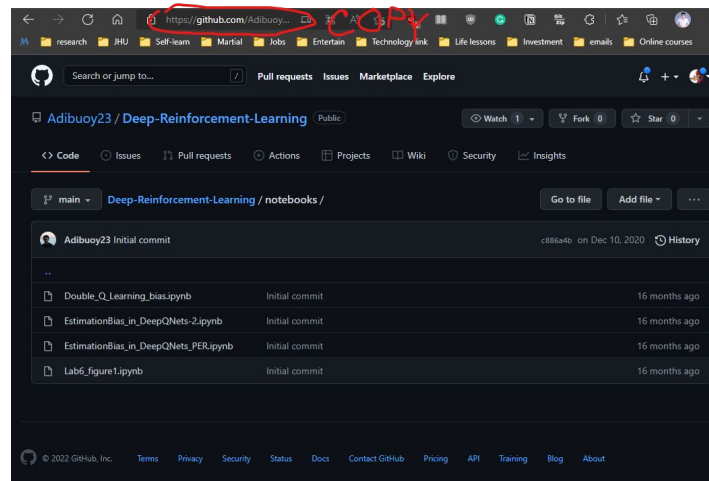 https://github.com/Adibuoy...
COPY
research JHU Self-learn Martial Jobs Entertain Technology link Life lessons Investment emails Online courses
Search or jump to... / Pull requests Issues Marketplace Explore
Adibuoy23 / Deep-Reinforcement-Learning Public Watch 1 Fork 0 Star 0
Code Issues Pull requests Actions Projects Wiki Security Insights
main Deep-Reinforcement-Learning / notebooks / Go to file Add file ...
Adibuoy23 Initial commit c886a4b on Dec 10, 2020 History
..
Double_Q_Learning_bias.ipynb Initial commit 16 months ago
EstimationBias_in_DeepQNets-2.ipynb Initial commit 16 months ago
EstimationBias_in_DeepQNets_PER.ipynb Initial commit 16 months ago
Lab6_figure1.ipynb Initial commit 16 months ago
© 2022 GitHub, Inc. Terms Privacy Security Status Docs Contact GitHub Pricing API Training Blog About